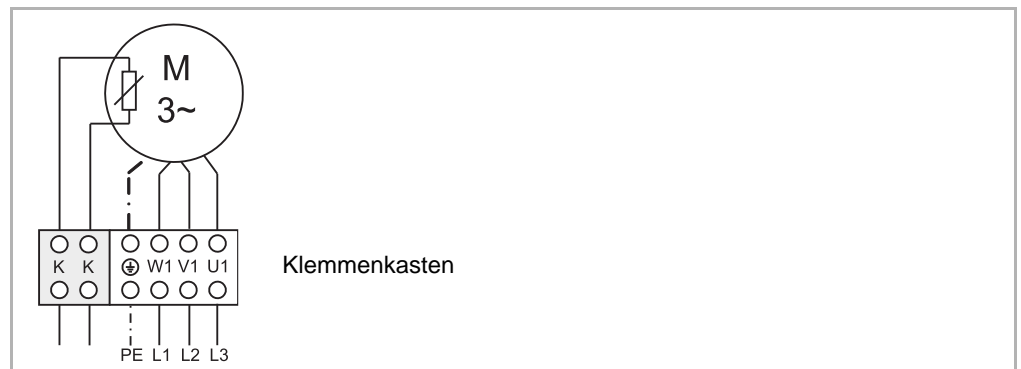 M
3~
K K W1 V1 U1
Klemmenkasten
PE L1 L2 L3